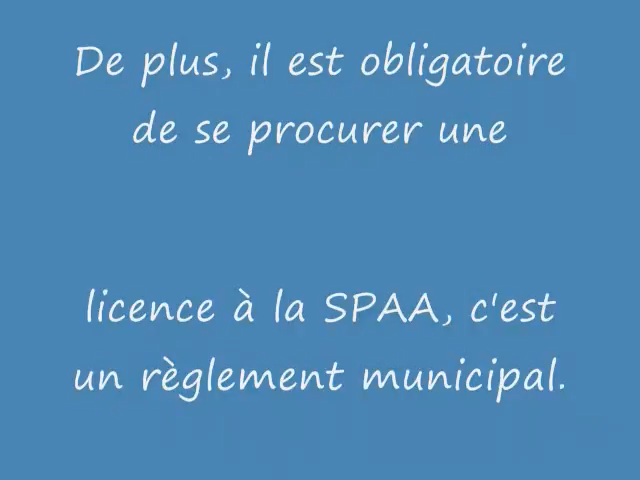 De plus, il est obligatoire
de se procurer une
licence à la SPAA, c'est
un règlement municipal.